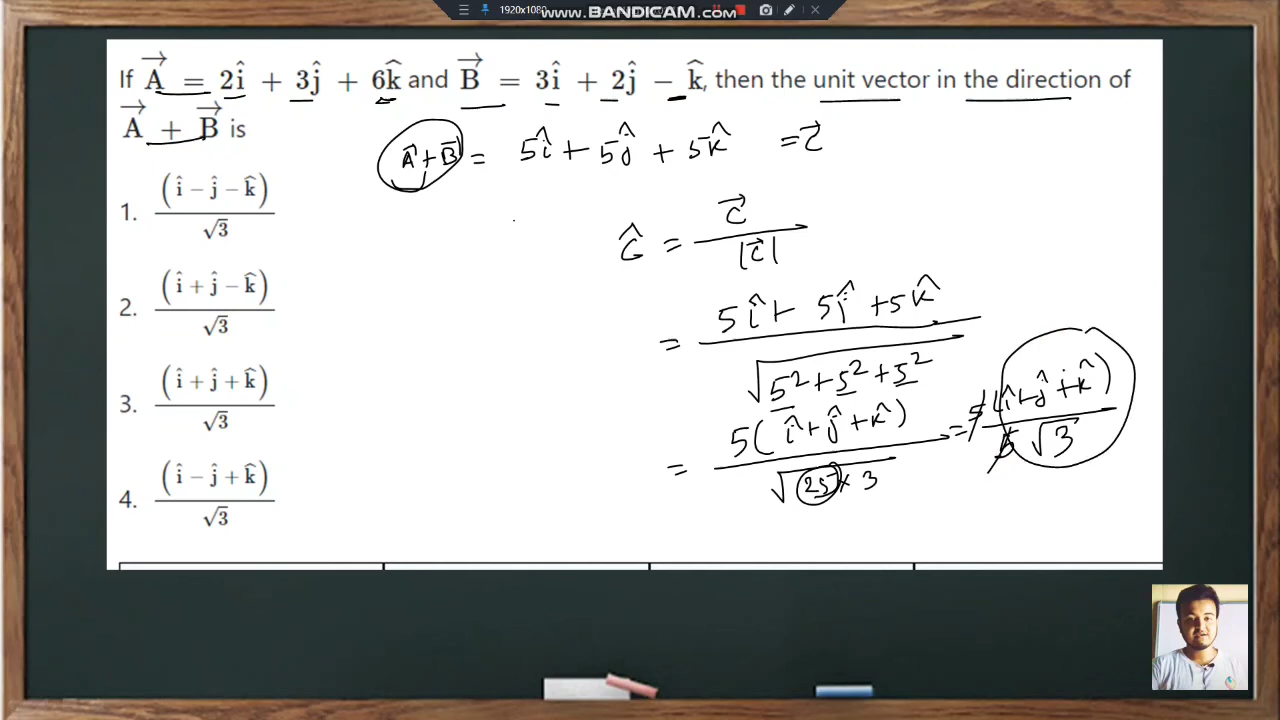 1920x1080
www.BANDICAM.com
If A⃗ = 2î + 3ĵ + 6k̂ and B⃗ = 3î + 2ĵ − k̂, then the unit vector in the direction of
A⃗ + B⃗ is
A⃗+B⃗ = 5î + 5ĵ + 5k̂ = c⃗
1. (î − ĵ − k̂) / √3
ĉ = c⃗ / |c⃗|
2. (î + ĵ − k̂) / √3
= 5î + 5ĵ + 5k̂ / √5² + 5² + 5²
3. (î + ĵ + k̂) / √3
= 5(î + ĵ + k̂) / √25 × 3 = 5(î + ĵ + k̂) / 5√3
4. (î − ĵ + k̂) / √3